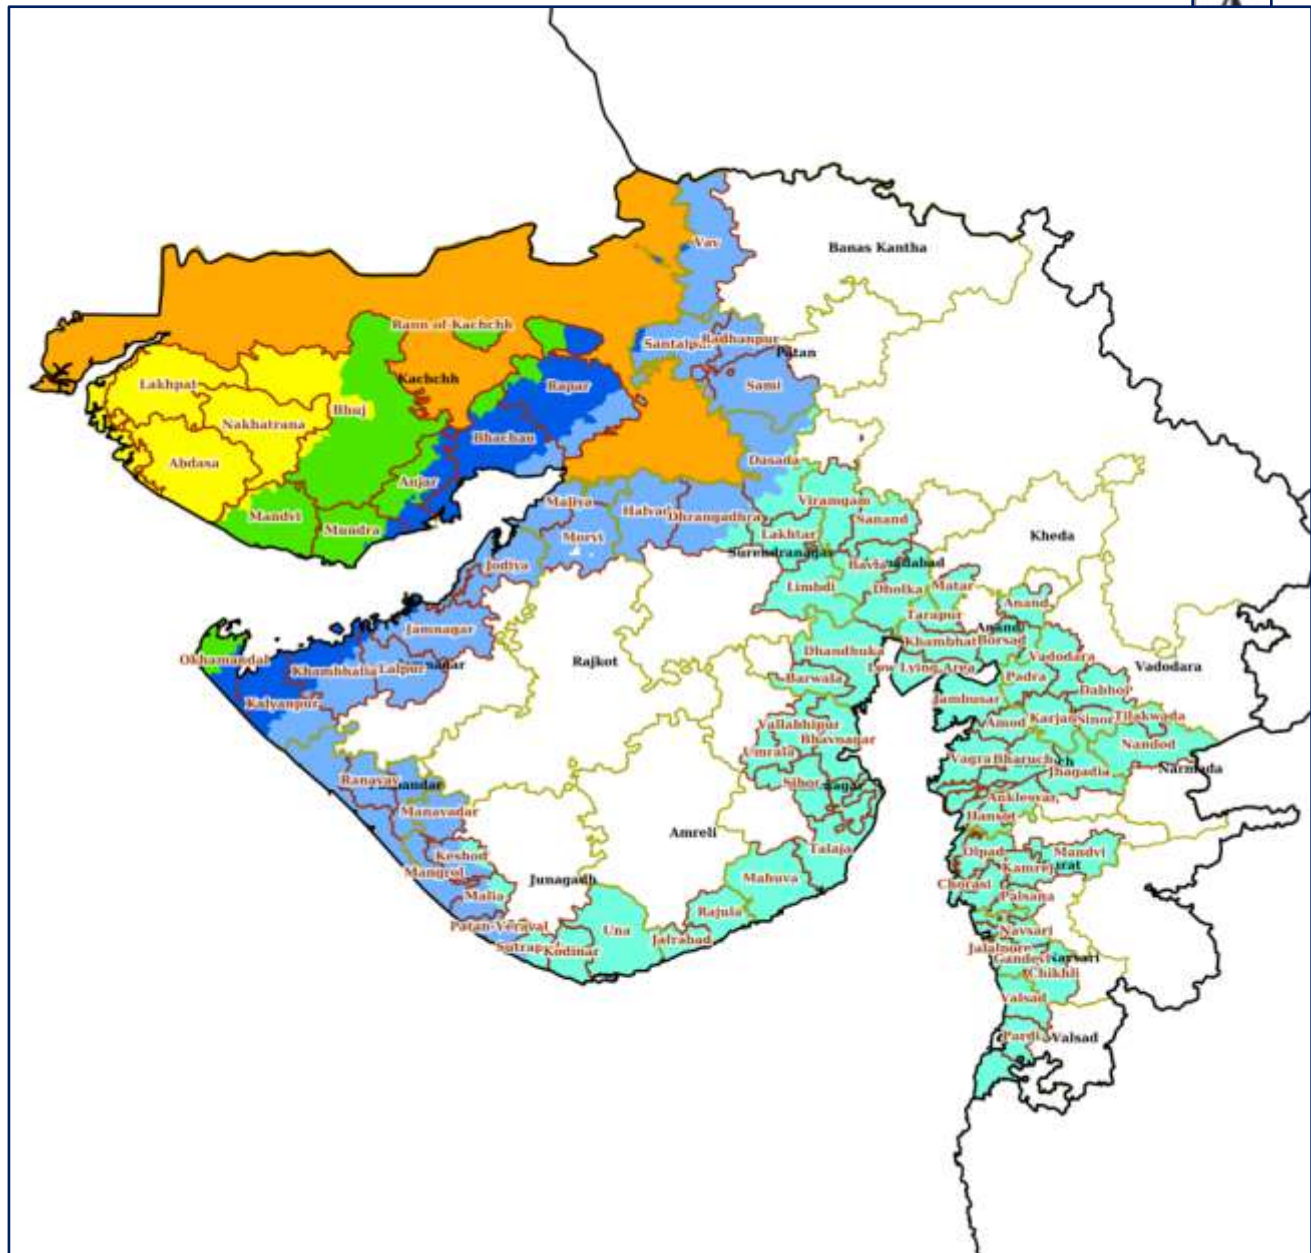 Vav
Banas Kantha
Rann of Kachchh
Santalpur
Radhanpur
Patan
Lakhpat
Kachchh
Rapar
Sami
Bhuj
Nakhatrana
Bhachau
Abdasa
Dasada
Anjar
Mandvi
Mundra
Maliya
Halvad
Dhrangadhra
Viramgam
Sanand
Morvi
Lakhtar
Surendranagar
Kheda
Jodiya
Bavla
Limbdi
Dholka
Matar
Anand
Tarapur
Jamnagar
Anand
Khambhat
Borsad
Okhamandal
Khambhalia
Lalpur
Rajkot
Dhandhuka
Vadodara
Low Lying Area
Vadodara
Barwala
Padra
Dabhoi
Kalyanpur
Jambusar
Vallabhipur
Amod
Karjan
Sinor
Tilakwada
Bhavnagar
Umrala
Nandod
Vagra
Bharuch
Ranavav
Sihor
Jhagadia
Narmada
Manavadar
Ankleswar
Hansot
Amreli
Talaja
Keshod
Olpad
Mandvi
Mangrol
Kamrej
Junagadh
Mahuva
Chorasi
Malia
Palsana
Rajula
Patan-Veraval
Una
Navsari
Sutrapada
Kodinar
Jafrabad
Jalalpore
Gandevi
Navsari
Chikhli
Valsad
Pardi
Valsad